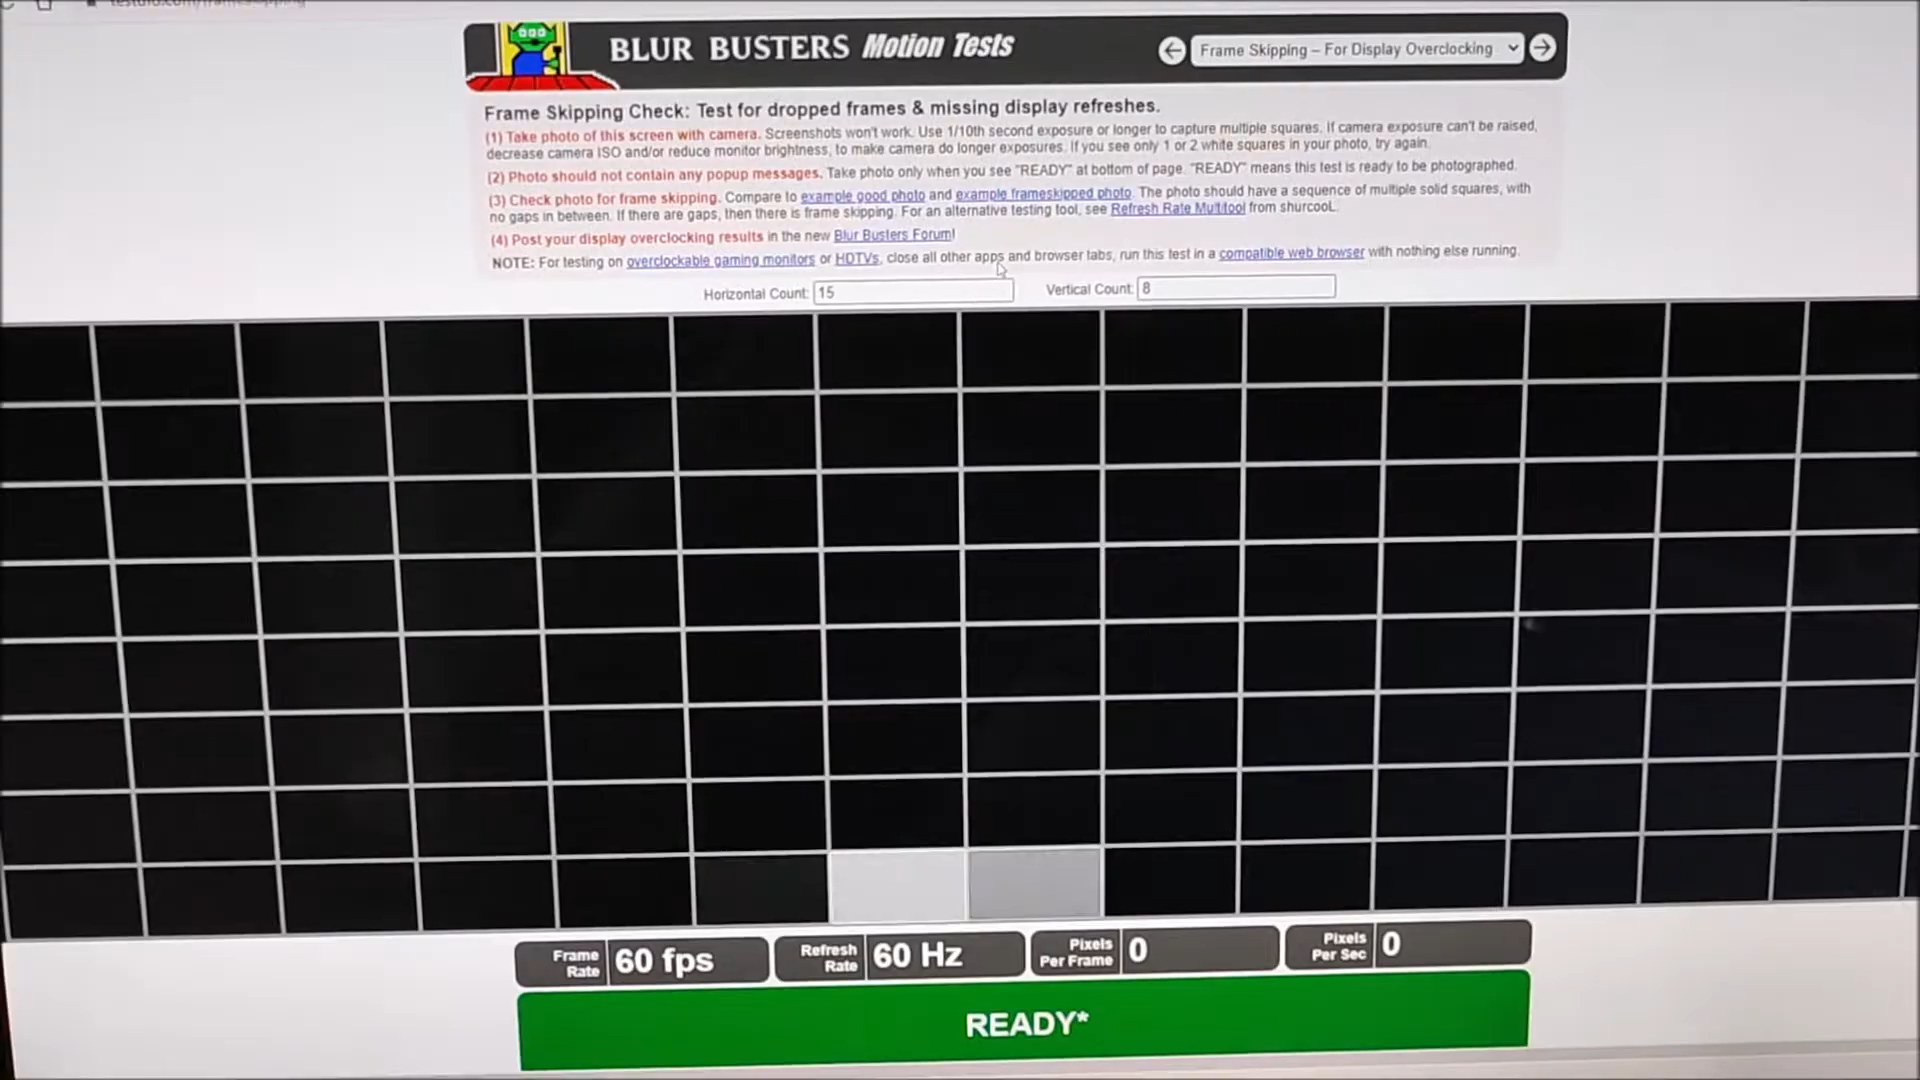 BLUR BUSTERS Motion Tests
Frame Skipping – For Display Overclocking
Frame Skipping Check: Test for dropped frames & missing display refreshes.
(1) Take photo of this screen with camera. Screenshots won't work. Use 1/10th second exposure or longer to capture multiple squares. If camera exposure can't be raised,
decrease camera ISO and/or reduce monitor brightness, to make camera do longer exposures. If you see only 1 or 2 white squares in your photo, try again.
(2) Photo should not contain any popup messages. Take photo only when you see "READY" at bottom of page. "READY" means this test is ready to be photographed.
(3) Check photo for frame skipping. Compare to example good photo and example frameskipped photo. The photo should have a sequence of multiple solid squares, with
no gaps in between. If there are gaps, then there is frame skipping. For an alternative testing tool, see Refresh Rate Multitool from shurcooL.
(4) Post your display overclocking results in the new Blur Busters Forum!
NOTE: For testing on overclockable gaming monitors or HDTVs, close all other apps and browser tabs, run this test in a compatible web browser with nothing else running.
Horizontal Count: 15 Vertical Count: 8
Frame Rate 60 fps
Refresh Rate 60 Hz
Pixels Per Frame 0
Pixels Per Sec 0
READY*